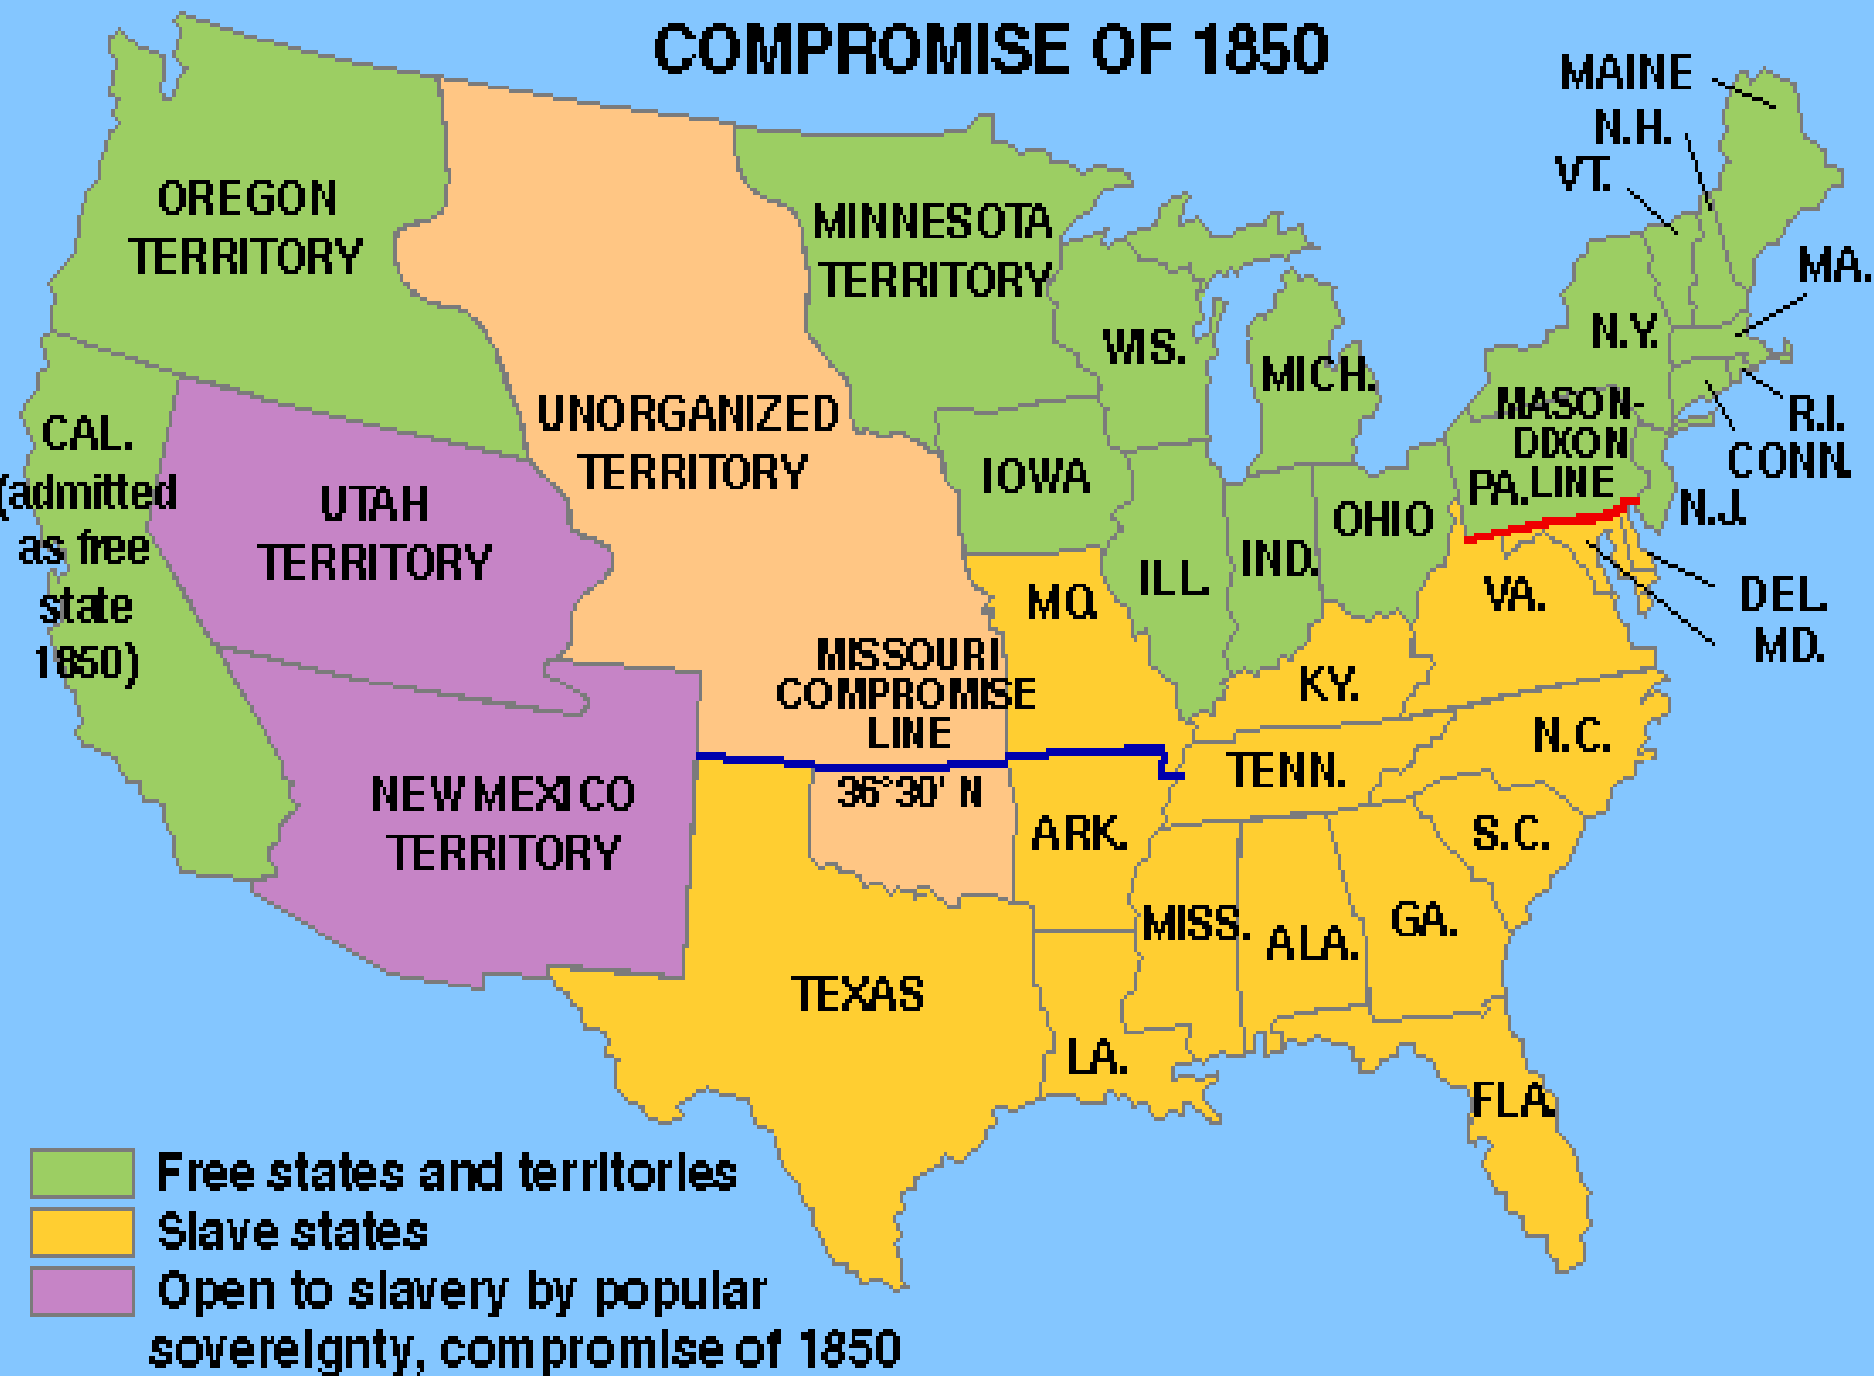 COMPROMISE OF 1850
MAINE
N.H.
VT.
MA.
OREGON
TERRITORY
MINNESOTA
TERRITORY
WIS.
MICH.
N.Y.
R.I.
CONN.
MASON-
DIXON
LINE
PA.
N.J.
CAL.
(admitted
as free
state
1850)
UNORGANIZED
TERRITORY
IOWA
UTAH
TERRITORY
OHIO
IND.
ILL.
MO.
VA.
DEL.
MD.
MISSOURI
COMPROMISE
LINE
36°30' N
KY.
N.C.
TENN.
NEW MEXICO
TERRITORY
ARK.
S.C.
MISS.
ALA.
GA.
TEXAS
LA.
FLA.
Free states and territories
Slave states
Open to slavery by popular
sovereignty, compromise of 1850